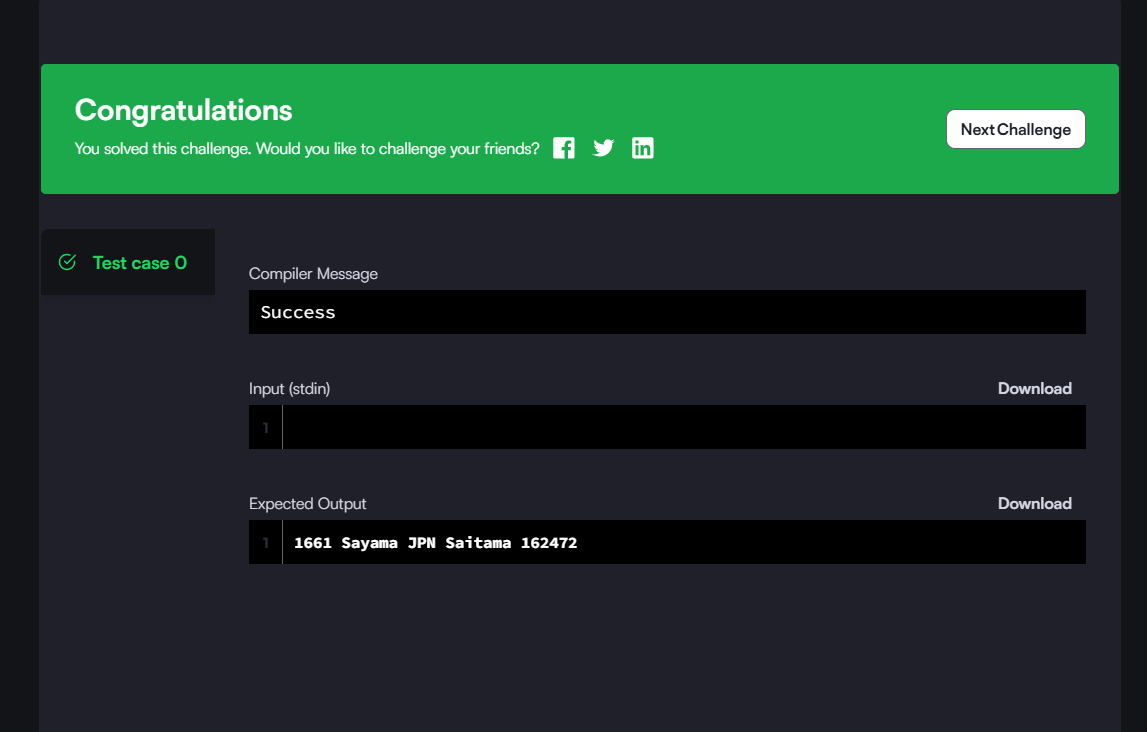 Congratulations
You solved this challenge. Would you like to challenge your friends?
Next Challenge
Test case 0
Compiler Message
Success
Input (stdin)
Download
1
Expected Output
Download
1
1661 Sayama JPN Saitama 162472